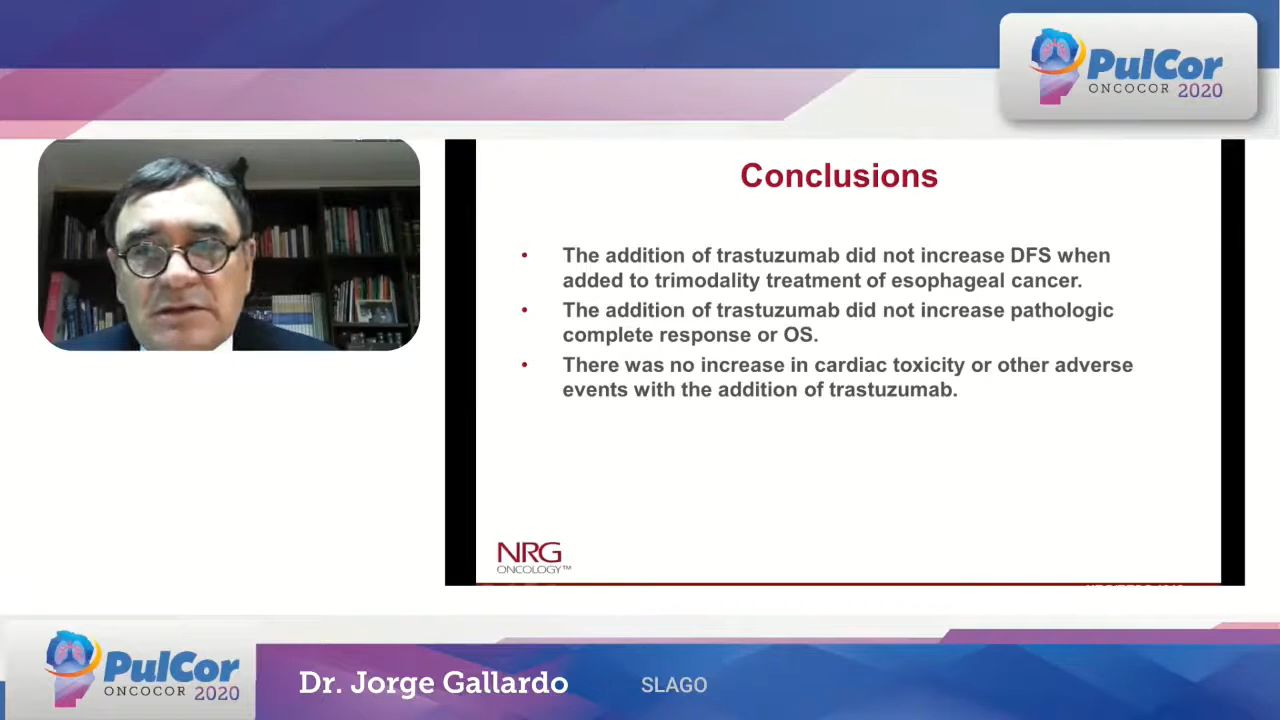 PulCor
ONCOCOR 2020
Conclusions
• The addition of trastuzumab did not increase DFS when
added to trimodality treatment of esophageal cancer.
• The addition of trastuzumab did not increase pathologic
complete response or OS.
• There was no increase in cardiac toxicity or other adverse
events with the addition of trastuzumab.
NRG
ONCOLOGY™
PulCor
ONCOCOR 2020
Dr. Jorge Gallardo
SLAGO